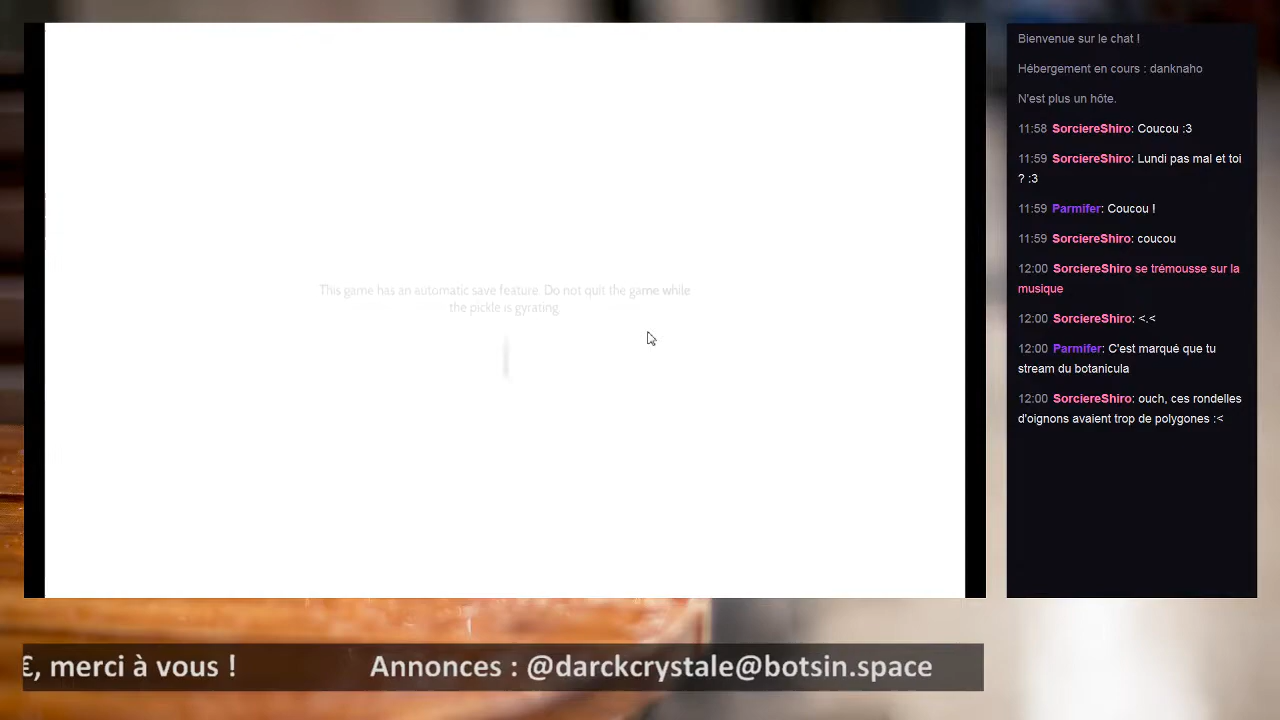 This game has an automatic save feature. Do not quit the game while
the pickle is gyrating.
Bienvenue sur le chat !
Hébergement en cours : danknaho
N'est plus un hôte.
11:58 SorciereShiro: Coucou :3
11:59 SorciereShiro: Lundi pas mal et toi
? :3
11:59 Parmifer: Coucou !
11:59 SorciereShiro: coucou
12:00 SorciereShiro se trémousse sur la
musique
12:00 SorciereShiro: <.<
12:00 Parmifer: C'est marqué que tu
stream du botanicula
12:00 SorciereShiro: ouch, ces rondelles
d'oignons avaient trop de polygones :<
€, merci à vous ! Annonces : @darckcrystale@botsin.space